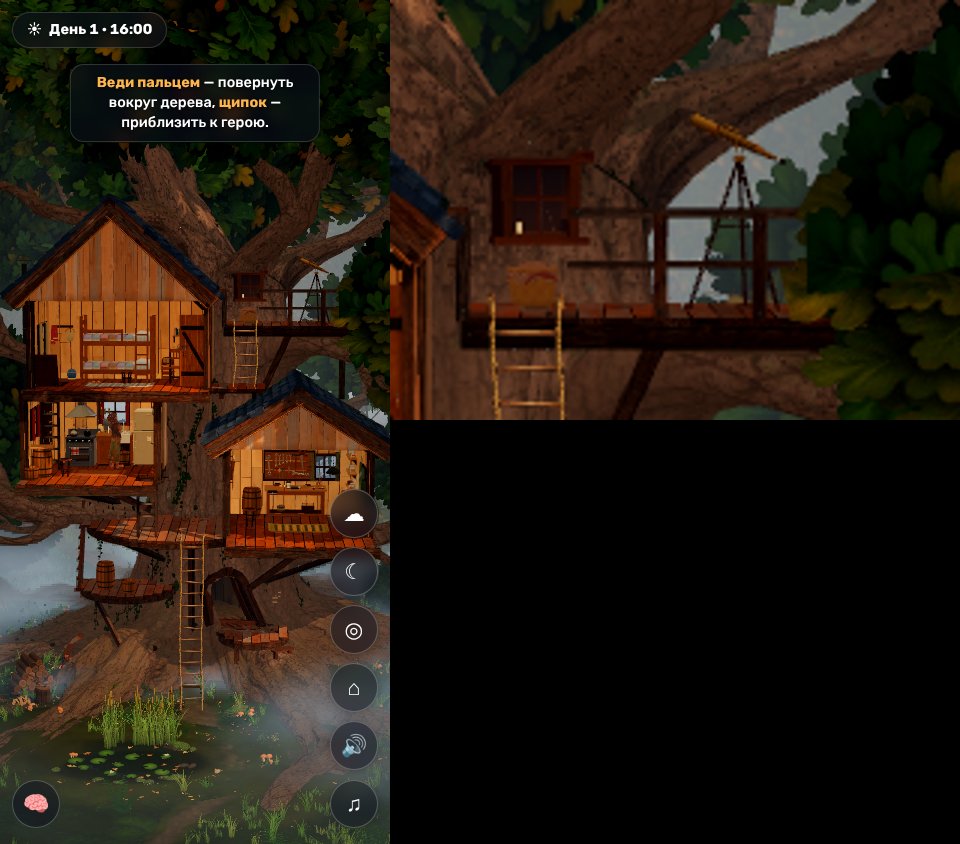 День 1 • 16:00
Веди пальцем — повернуть
вокруг дерева, щипок —
приблизить к герою.